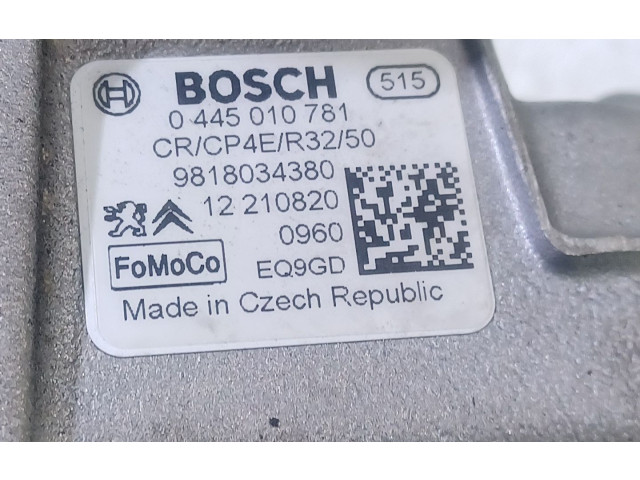 BOSCH 515
0 445 010 781
CR/CP4E/R32/50
9818034380
12 210820
0960
FoMoCo EQ9GD
Made in Czech Republic